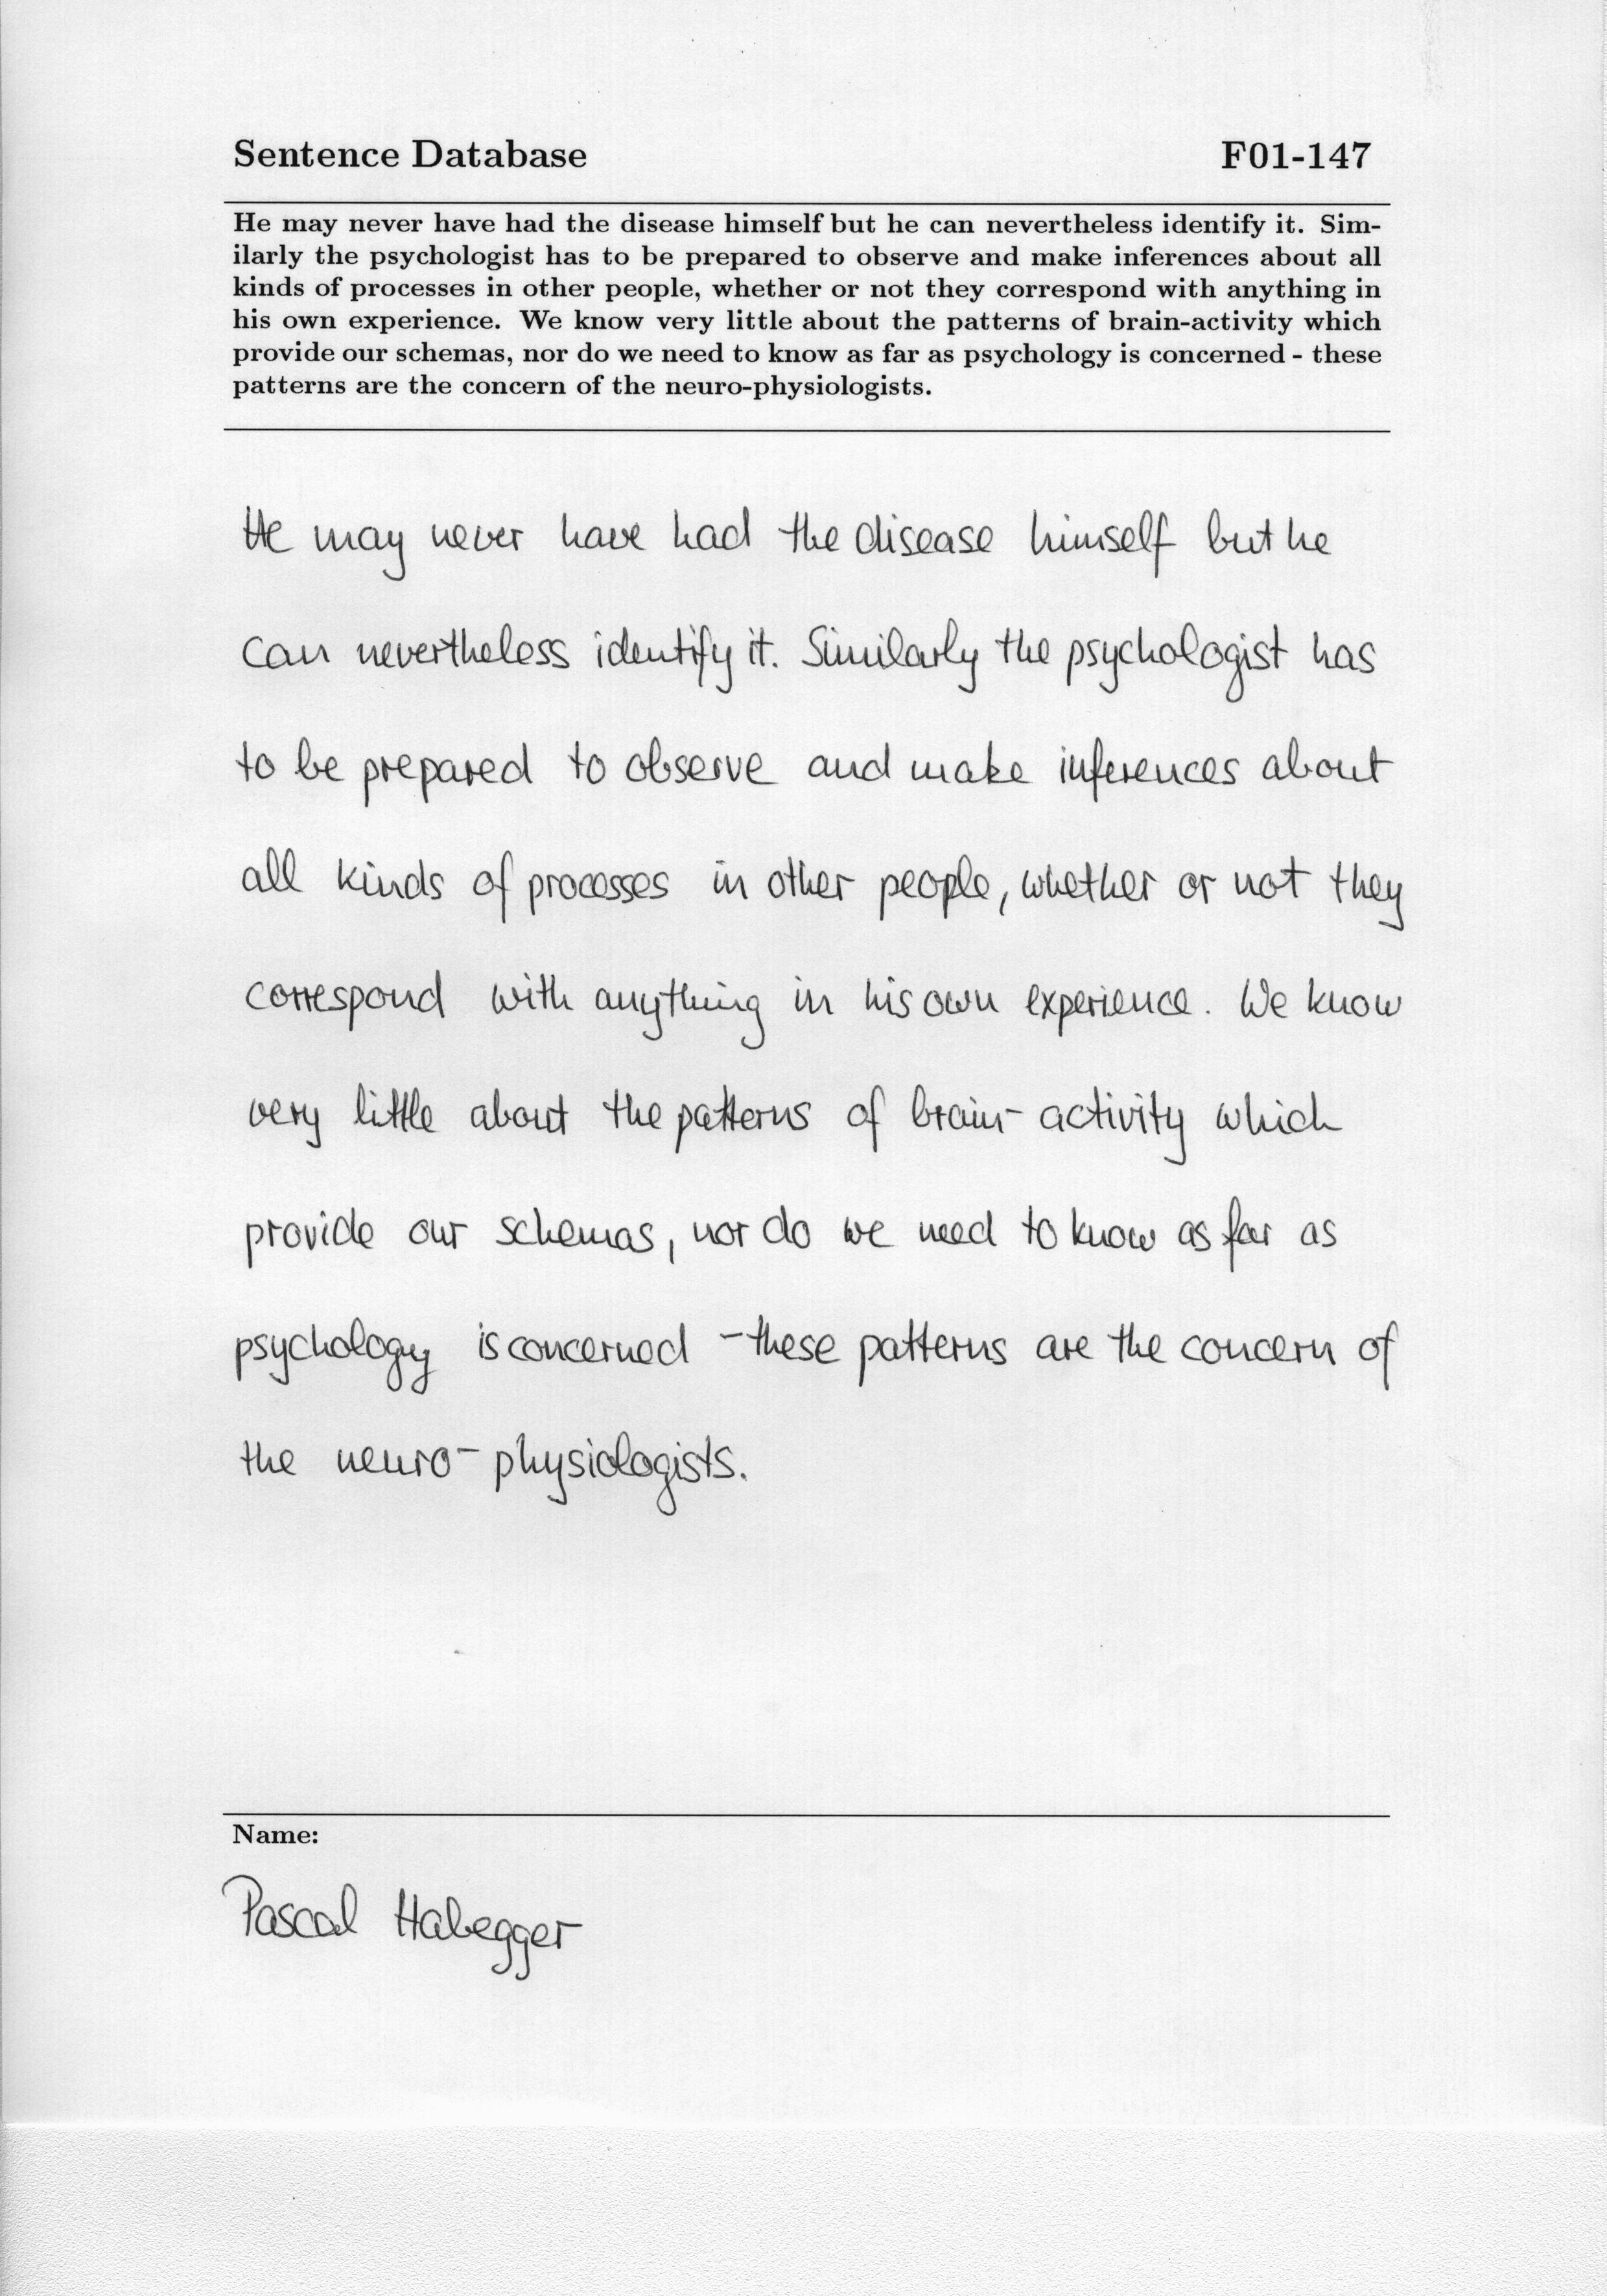 Sentence Database F01-147
He may never have had the disease himself but he can nevertheless identify it. Sim-
ilarly the psychologist has to be prepared to observe and make inferences about all
kinds of processes in other people, whether or not they correspond with anything in
his own experience. We know very little about the patterns of brain-activity which
provide our schemas, nor do we need to know as far as psychology is concerned - these
patterns are the concern of the neuro-physiologists.
He may never have had the disease himself but he
can nevertheless identify it. Similarly the psychologist has
to be prepared to observe and make inferences about
all kinds of processes in other people, whether or not they
correspond with anything in his own experience. We know
very little about the patterns of brain-activity which
provide our schemas, nor do we need to know as far as
psychology is concerned - these patterns are the concern of
the neuro-physiologists.
Name:
Pascal Habegger